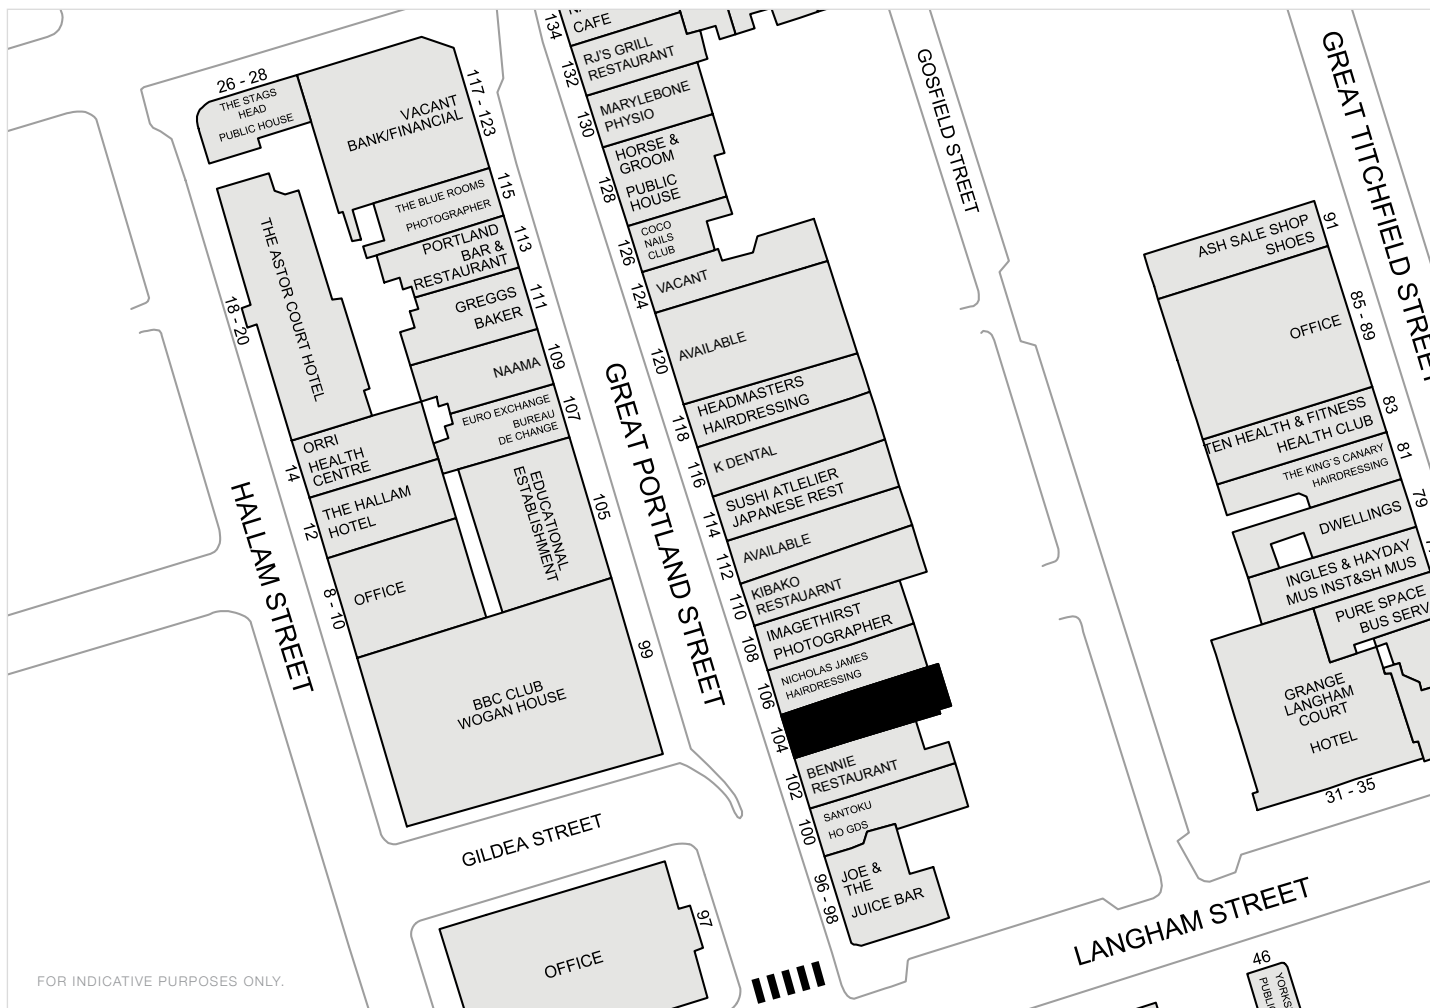 26 - 28
THE STAGS
HEAD
PUBLIC HOUSE
VACANT
BANK/FINANCIAL
117 - 123
THE BLUE ROOMS
PHOTOGRAPHER
115
PORTLAND
BAR &
RESTAURANT
113
GREGGS
BAKER
111
NAAMA
109
EURO EXCHANGE
BUREAU
DE CHANGE
107
EDUCATIONAL
ESTABLISHMENT
105
THE ASTOR COURT HOTEL
18 - 20
ORRI
HEALTH
CENTRE
14
THE HALLAM
HOTEL
12
OFFICE
8 - 10
BBC CLUB
WOGAN HOUSE
99
HALLAM STREET
GREAT PORTLAND STREET
GILDEA STREET
OFFICE
97
134
CAFE
132
RJ'S GRILL
RESTAURANT
130
MARYLEBONE
PHYSIO
128
HORSE &
GROOM
PUBLIC
HOUSE
126
COCO
NAILS
CLUB
124
VACANT
120
AVAILABLE
118
HEADMASTERS
HAIRDRESSING
116
K DENTAL
114
SUSHI ATLELIER
JAPANESE REST
112
AVAILABLE
110
KIBAKO
RESTAUARNT
108
IMAGETHIRST
PHOTOGRAPHER
106
NICHOLAS JAMES
HAIRDRESSING
104
102
BENNIE
RESTAURANT
100
SANTOKU
HO GDS
96 - 98
JOE &
THE
JUICE BAR
GOSFIELD STREET
GREAT TITCHFIELD STREET
ASH SALE SHOP
SHOES
91
OFFICE
85 - 89
TEN HEALTH & FITNESS
HEALTH CLUB
83
THE KING'S CANARY
HAIRDRESSING
81
DWELLINGS
79
INGLES & HAYDAY
MUS INST&SH MUS
PURE SPACE
BUS SERV
GRANGE
LANGHAM
COURT
HOTEL
31 - 35
LANGHAM STREET
46
FOR INDICATIVE PURPOSES ONLY.